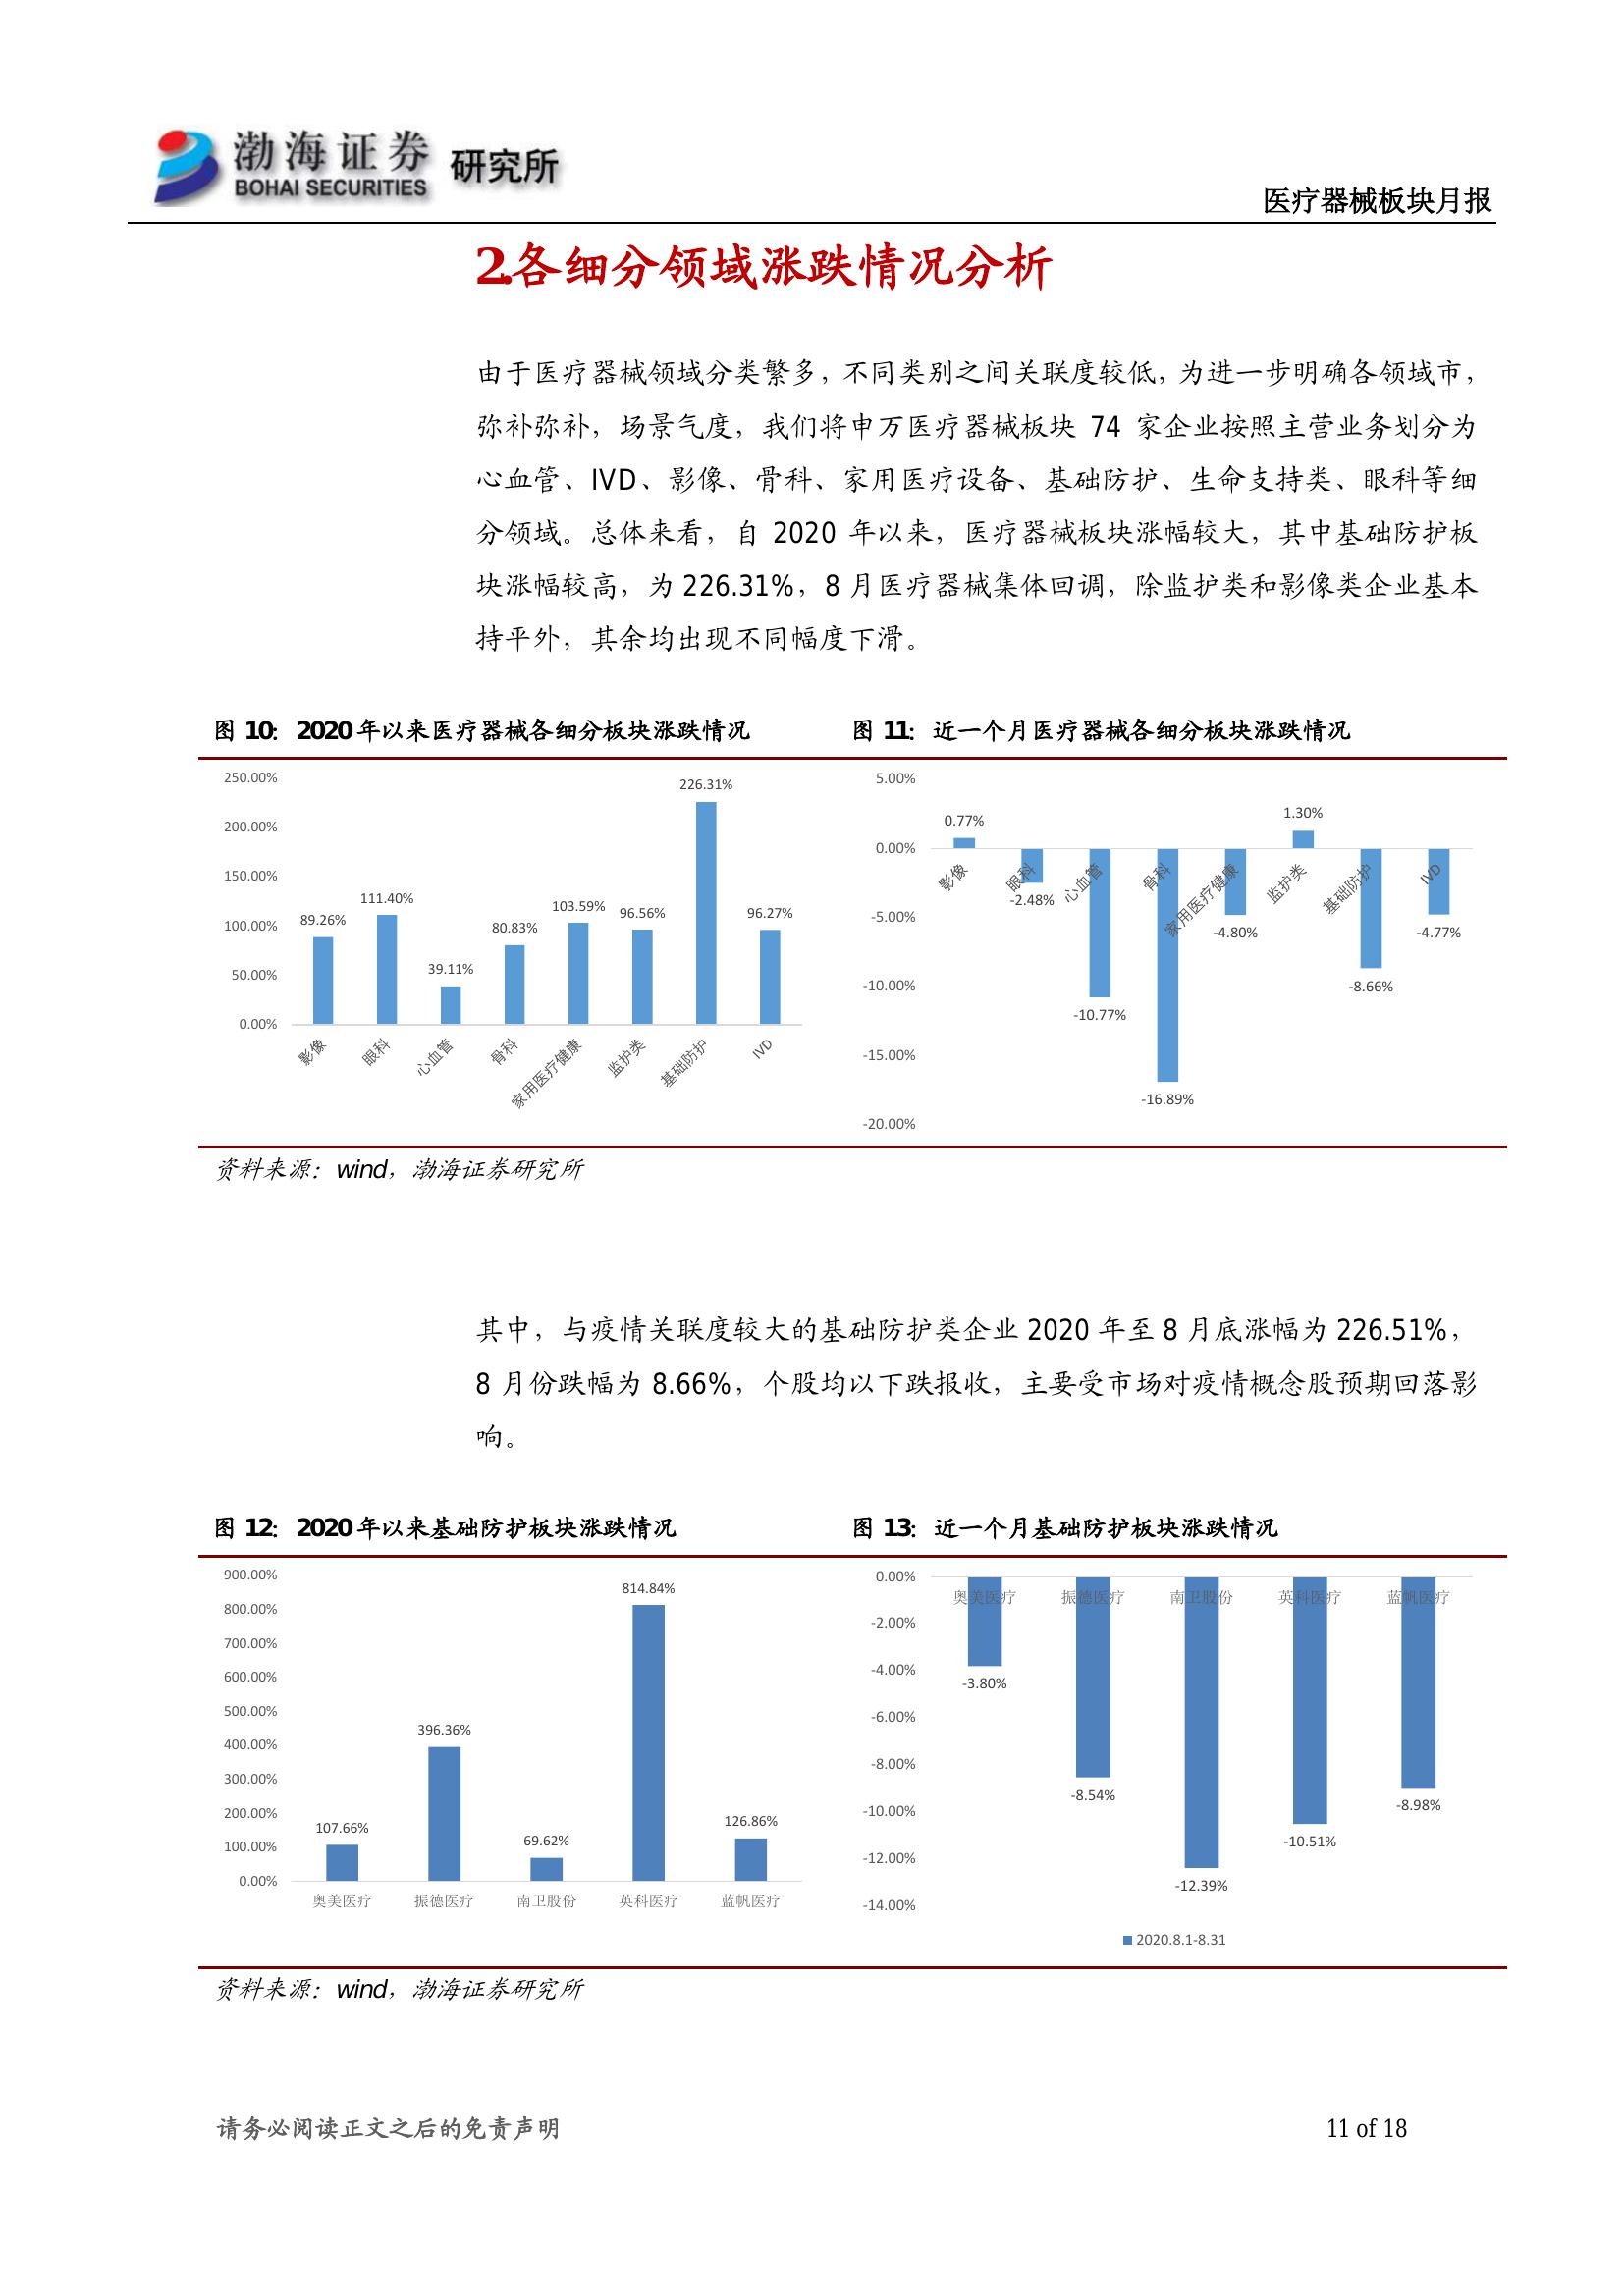 渤海证券 研究所
BOHAI SECURITIES
医疗器械板块月报
2.各细分领域涨跌情况分析
由于医疗器械领域分类繁多，不同类别之间关联度较低，为进一步明确各领域市，
弥补弥补，场景气度，我们将申万医疗器械板块 74 家企业按照主营业务划分为
心血管、IVD、影像、骨科、家用医疗设备、基础防护、生命支持类、眼科等细
分领域。总体来看，自 2020 年以来，医疗器械板块涨幅较大，其中基础防护板
块涨幅较高，为 226.31%，8 月医疗器械集体回调，除监护类和影像类企业基本
持平外，其余均出现不同幅度下滑。
图 10： 2020 年以来医疗器械各细分板块涨跌情况
250.00%
200.00%
150.00%
100.00%
50.00%
0.00%
89.26%
111.40%
39.11%
80.83%
103.59%
96.56%
226.31%
96.27%
影像
眼科
心血管
骨科
家用医疗健康
监护类
基础防护
IVD
图 11： 近一个月医疗器械各细分板块涨跌情况
5.00%
0.00%
-5.00%
-10.00%
-15.00%
-20.00%
0.77%
-2.48%
-10.77%
-16.89%
-4.80%
1.30%
-8.66%
-4.77%
影像
眼科
心血管
骨科
家用医疗健康
监护类
基础防护
IVD
资料来源：wind，渤海证券研究所
其中，与疫情关联度较大的基础防护类企业 2020 年至 8 月底涨幅为 226.51%，
8 月份跌幅为 8.66%，个股均以下跌报收，主要受市场对疫情概念股预期回落影
响。
图 12： 2020 年以来基础防护板块涨跌情况
900.00%
800.00%
700.00%
600.00%
500.00%
400.00%
300.00%
200.00%
100.00%
0.00%
107.66%
396.36%
69.62%
814.84%
126.86%
奥美医疗
振德医疗
南卫股份
英科医疗
蓝帆医疗
图 13： 近一个月基础防护板块涨跌情况
0.00%
-2.00%
-4.00%
-6.00%
-8.00%
-10.00%
-12.00%
-14.00%
奥美医疗
振德医疗
南卫股份
英科医疗
蓝帆医疗
-3.80%
-8.54%
-12.39%
-10.51%
-8.98%
2020.8.1-8.31
资料来源：wind，渤海证券研究所
请务必阅读正文之后的免责声明
11 of 18